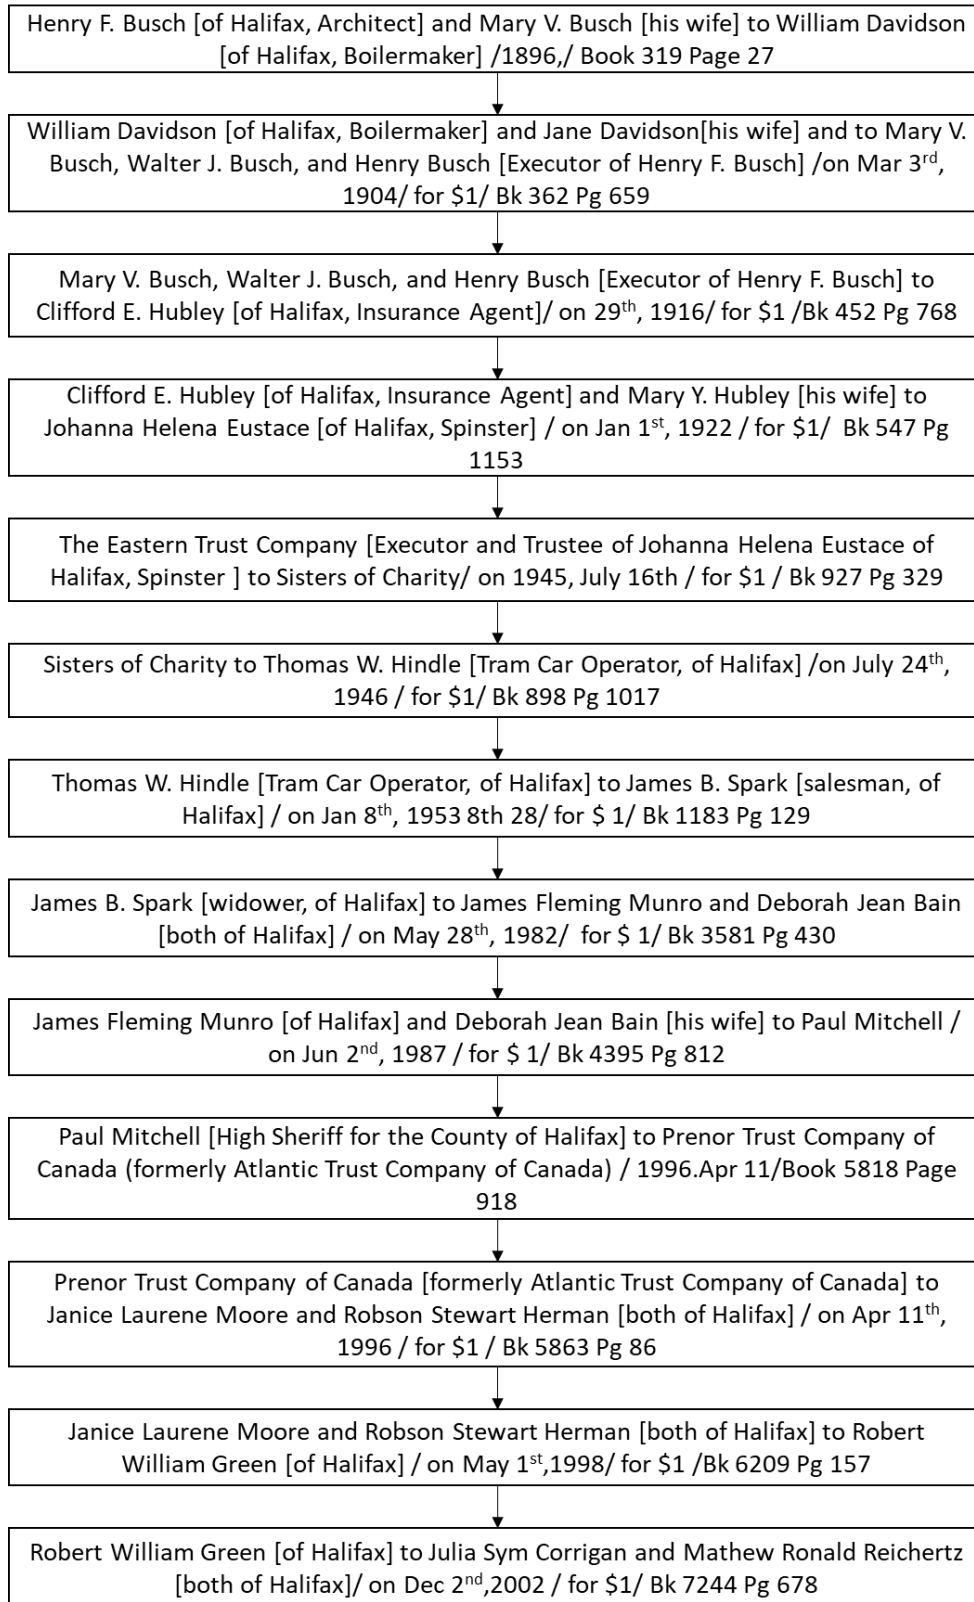 Henry F. Busch [of Halifax, Architect] and Mary V. Busch [his wife] to William Davidson
[of Halifax, Boilermaker] /1896,/ Book 319 Page 27
William Davidson [of Halifax, Boilermaker] and Jane Davidson[his wife] and to Mary V.
Busch, Walter J. Busch, and Henry Busch [Executor of Henry F. Busch] /on Mar 3rd,
1904/ for $1/ Bk 362 Pg 659
Mary V. Busch, Walter J. Busch, and Henry Busch [Executor of Henry F. Busch] to
Clifford E. Hubley [of Halifax, Insurance Agent]/ on 29th, 1916/ for $1 /Bk 452 Pg 768
Clifford E. Hubley [of Halifax, Insurance Agent] and Mary Y. Hubley [his wife] to
Johanna Helena Eustace [of Halifax, Spinster] / on Jan 1st, 1922 / for $1/ Bk 547 Pg
1153
The Eastern Trust Company [Executor and Trustee of Johanna Helena Eustace of
Halifax, Spinster ] to Sisters of Charity/ on 1945, July 16th / for $1 / Bk 927 Pg 329
Sisters of Charity to Thomas W. Hindle [Tram Car Operator, of Halifax] /on July 24th,
1946 / for $1/ Bk 898 Pg 1017
Thomas W. Hindle [Tram Car Operator, of Halifax] to James B. Spark [salesman, of
Halifax] / on Jan 8th, 1953 8th 28/ for $ 1/ Bk 1183 Pg 129
James B. Spark [widower, of Halifax] to James Fleming Munro and Deborah Jean Bain
[both of Halifax] / on May 28th, 1982/ for $ 1/ Bk 3581 Pg 430
James Fleming Munro [of Halifax] and Deborah Jean Bain [his wife] to Paul Mitchell /
on Jun 2nd, 1987 / for $ 1/ Bk 4395 Pg 812
Paul Mitchell [High Sheriff for the County of Halifax] to Prenor Trust Company of
Canada (formerly Atlantic Trust Company of Canada) / 1996.Apr 11/Book 5818 Page
918
Prenor Trust Company of Canada [formerly Atlantic Trust Company of Canada] to
Janice Laurene Moore and Robson Stewart Herman [both of Halifax] / on Apr 11th,
1996 / for $1 / Bk 5863 Pg 86
Janice Laurene Moore and Robson Stewart Herman [both of Halifax] to Robert
William Green [of Halifax] / on May 1st,1998/ for $1 /Bk 6209 Pg 157
Robert William Green [of Halifax] to Julia Sym Corrigan and Mathew Ronald Reichertz
[both of Halifax]/ on Dec 2nd,2002 / for $1/ Bk 7244 Pg 678